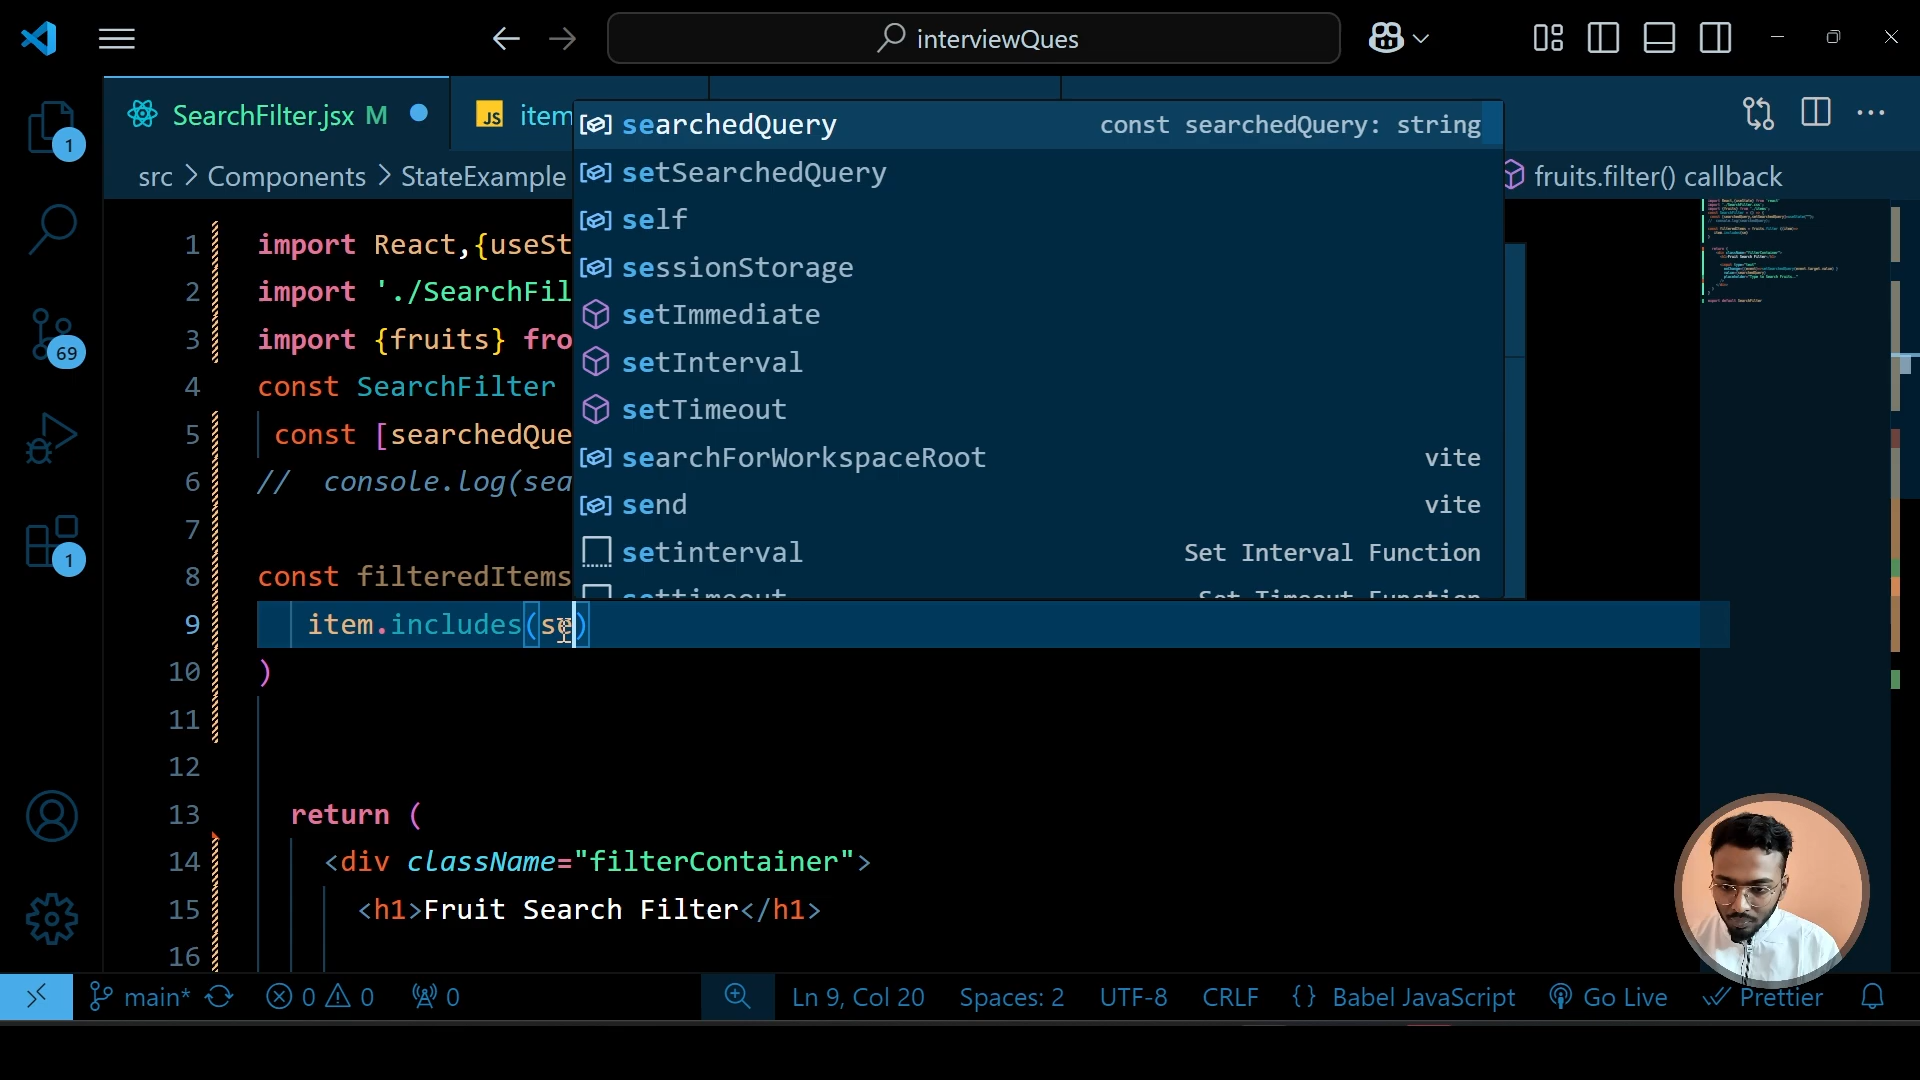 interviewQues
SearchFilter.jsx M
JS item
src > Components > StateExample
fruits.filter() callback
searchedQuery const searchedQuery: string
setSearchedQuery
self
sessionStorage
setImmediate
setInterval
setTimeout
searchForWorkspaceRoot vite
send vite
setinterval Set Interval Function
settimeout Set Timeout Function
1 import React,{useSt
2 import './SearchFil
3 import {fruits} fro
4 const SearchFilter
5 const [searchedQue
6 // console.log(sea
7
8 const filteredItems
9 item.includes(se)
10 )
11
12
13 return (
14 <div className="filterContainer">
15 <h1>Fruit Search Filter</h1>
16
1
69
1
main* 0 0 0 Ln 9, Col 20 Spaces: 2 UTF-8 CRLF {} Babel JavaScript Go Live Prettier